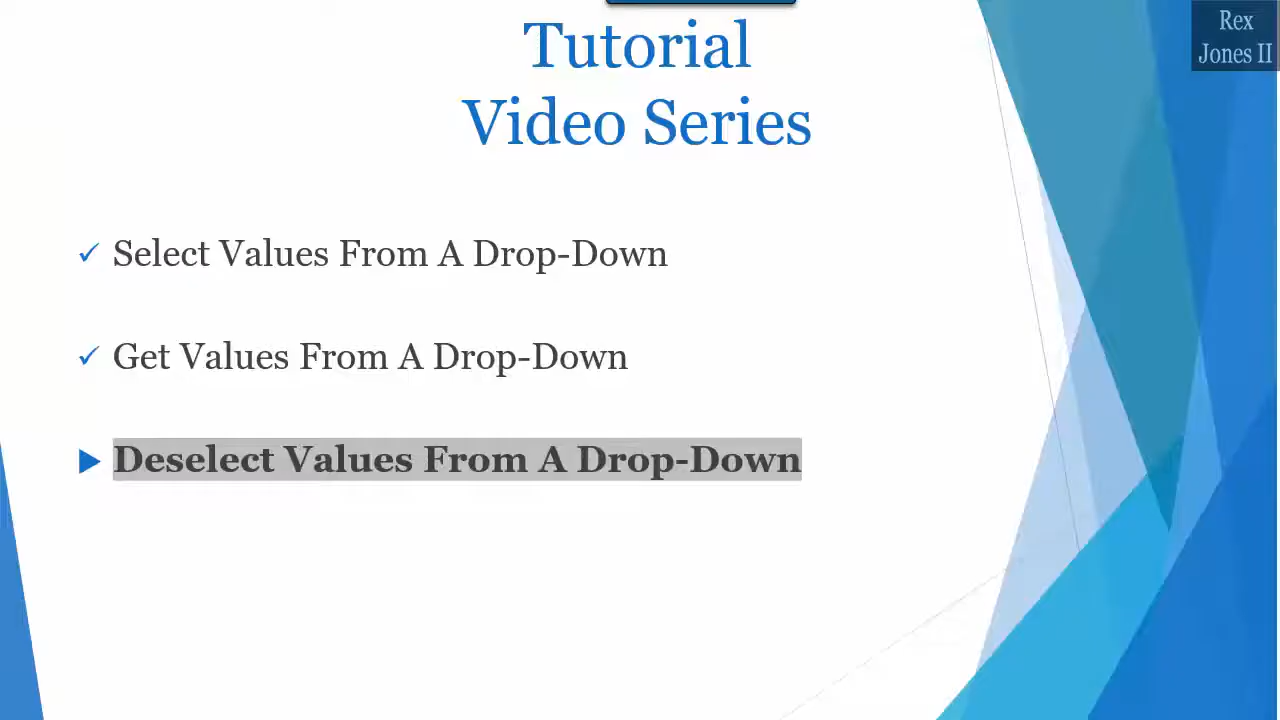 Tutorial
Video Series
Rex
Jones II
Select Values From A Drop-Down
Get Values From A Drop-Down
Deselect Values From A Drop-Down